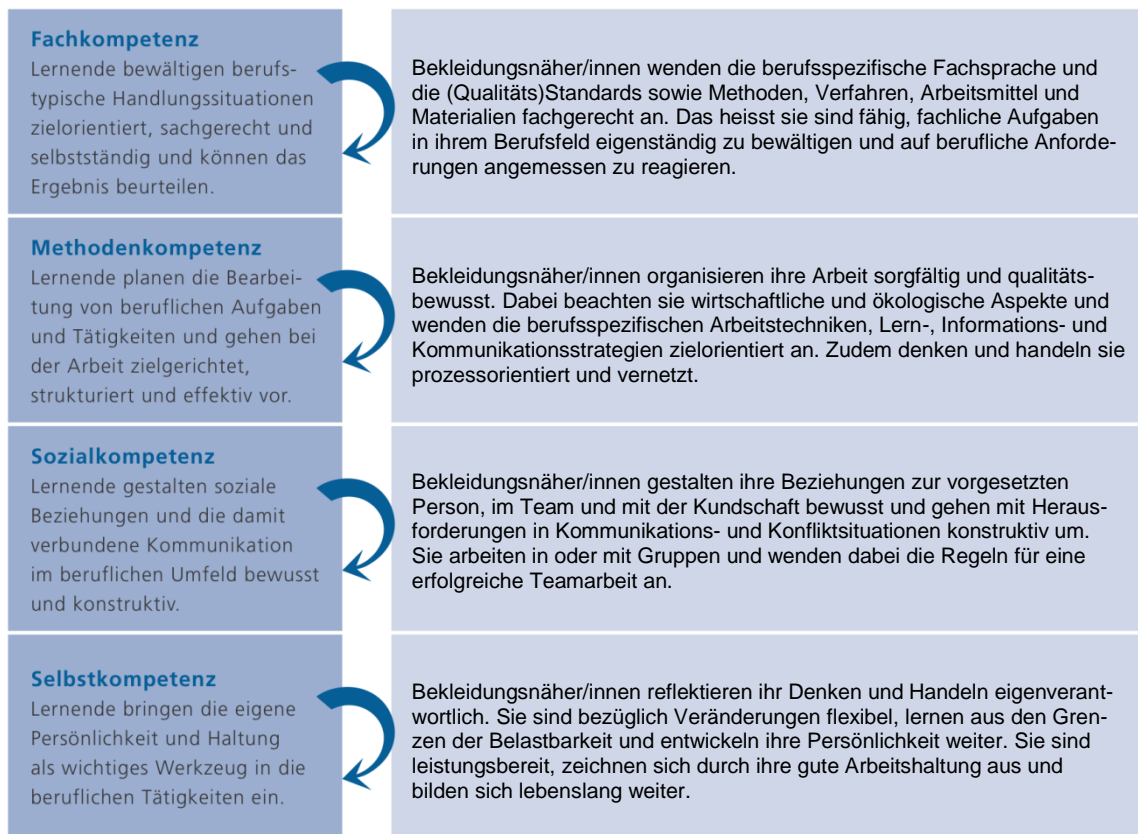 Fachkompetenz
Lernende bewältigen berufs-
typische Handlungssituationen
zielorientiert, sachgerecht und
selbstständig und können das
Ergebnis beurteilen.
Bekleidungsnäher/innen wenden die berufsspezifische Fachsprache und
die (Qualitäts)Standards sowie Methoden, Verfahren, Arbeitsmittel und
Materialien fachgerecht an. Das heisst sie sind fähig, fachliche Aufgaben
in ihrem Berufsfeld eigenständig zu bewältigen und auf berufliche Anforde-
rungen angemessen zu reagieren.
Methodenkompetenz
Lernende planen die Bearbei-
tung von beruflichen Aufgaben
und Tätigkeiten und gehen bei
der Arbeit zielgerichtet,
strukturiert und effektiv vor.
Bekleidungsnäher/innen organisieren ihre Arbeit sorgfältig und qualitäts-
bewusst. Dabei beachten sie wirtschaftliche und ökologische Aspekte und
wenden die berufsspezifischen Arbeitstechniken, Lern-, Informations- und
Kommunikationsstrategien zielorientiert an. Zudem denken und handeln sie
prozessorientiert und vernetzt.
Sozialkompetenz
Lernende gestalten soziale
Beziehungen und die damit
verbundene Kommunikation
im beruflichen Umfeld bewusst
und konstruktiv.
Bekleidungsnäher/innen gestalten ihre Beziehungen zur vorgesetzten
Person, im Team und mit der Kundschaft bewusst und gehen mit Heraus-
forderungen in Kommunikations- und Konfliktsituationen konstruktiv um.
Sie arbeiten in oder mit Gruppen und wenden dabei die Regeln für eine
erfolgreiche Teamarbeit an.
Selbstkompetenz
Lernende bringen die eigene
Persönlichkeit und Haltung
als wichtiges Werkzeug in die
beruflichen Tätigkeiten ein.
Bekleidungsnäher/innen reflektieren ihr Denken und Handeln eigenverant-
wortlich. Sie sind bezüglich Veränderungen flexibel, lernen aus den Gren-
zen der Belastbarkeit und entwickeln ihre Persönlichkeit weiter. Sie sind
leistungsbereit, zeichnen sich durch ihre gute Arbeitshaltung aus und
bilden sich lebenslang weiter.